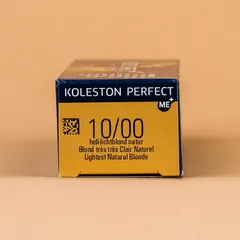 KOLESTON PERFECT
ME+
10/00
hell-lichtblond natur
Blond très très Clair Naturel
Lightest Natural Blonde